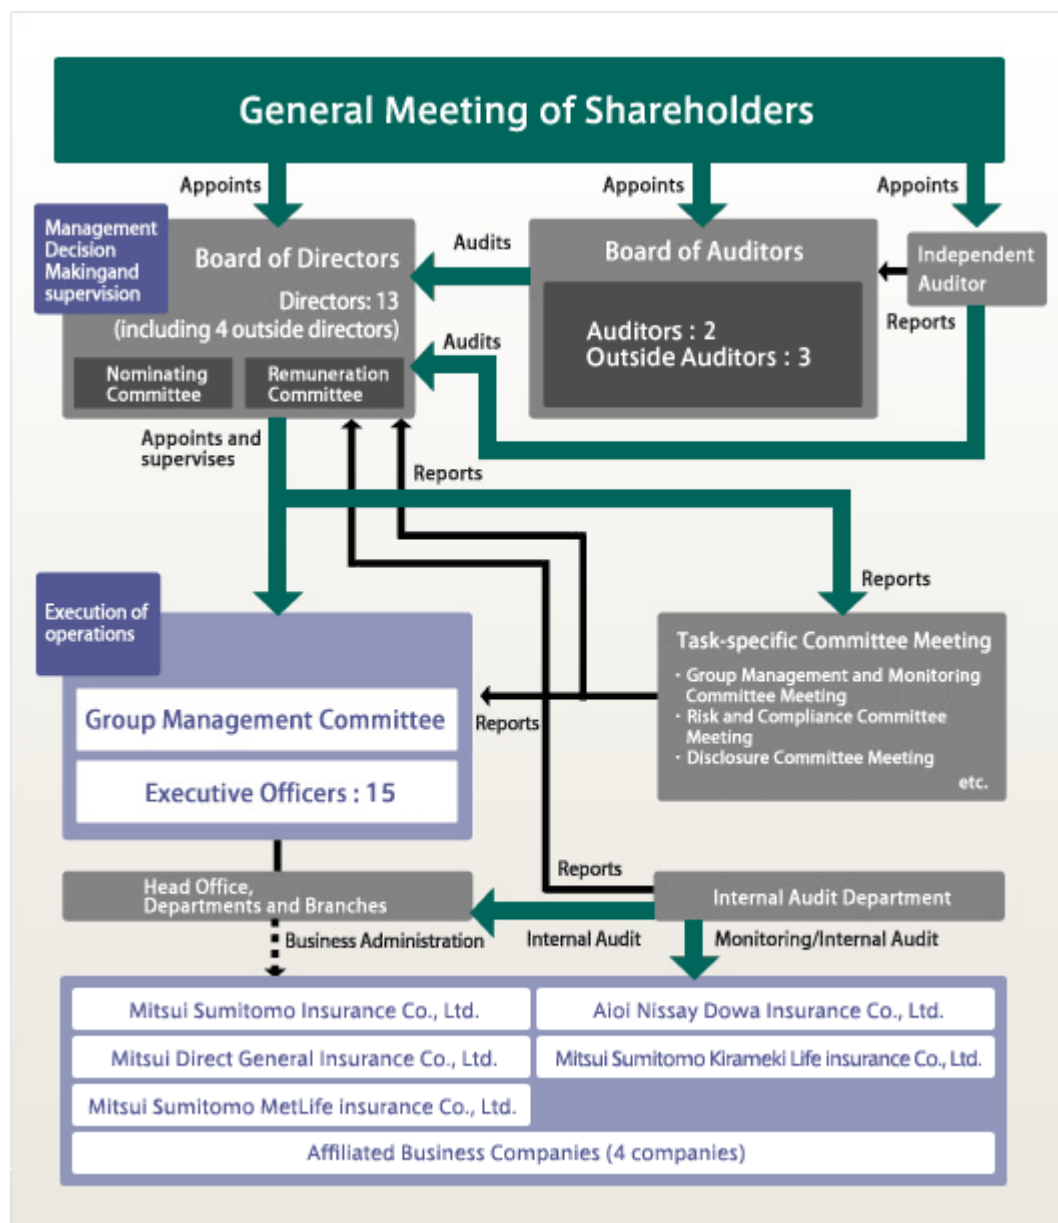 General Meeting of Shareholders
Appoints
Appoints
Appoints
Management
Decision
Makingand
supervision
Board of Directors
Directors: 13
(including 4 outside directors)
Nominating
Committee
Remuneration
Committee
Audits
Board of Auditors
Auditors : 2
Outside Auditors : 3
Independent
Auditor
Reports
Audits
Appoints and
supervises
Reports
Reports
Execution of
operations
Group Management Committee
Executive Officers : 15
Reports
Task-specific Committee Meeting
・Group Management and Monitoring
Committee Meeting
・Risk and Compliance Committee
Meeting
・Disclosure Committee Meeting
etc.
Reports
Head Office,
Departments and Branches
Internal Audit Department
Business Administration
Internal Audit
Monitoring/Internal Audit
Mitsui Sumitomo Insurance Co., Ltd.
Aioi Nissay Dowa Insurance Co., Ltd.
Mitsui Direct General Insurance Co., Ltd.
Mitsui Sumitomo Kirameki Life insurance Co., Ltd.
Mitsui Sumitomo MetLife insurance Co., Ltd.
Affiliated Business Companies (4 companies)